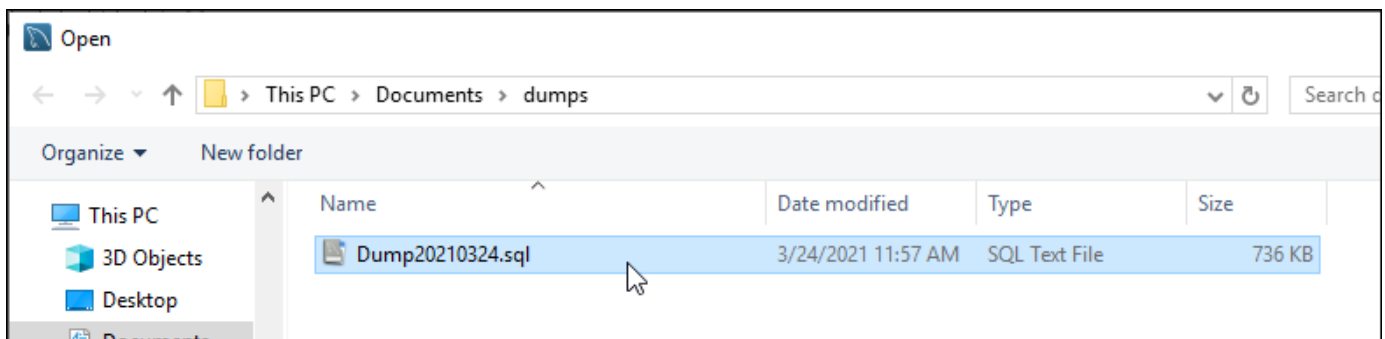 Open
This PC > Documents > dumps
Search
Organize
New folder
This PC
Name
Date modified
Type
Size
3D Objects
Dump20210324.sql
3/24/2021 11:57 AM
SQL Text File
736 KB
Desktop
Documents